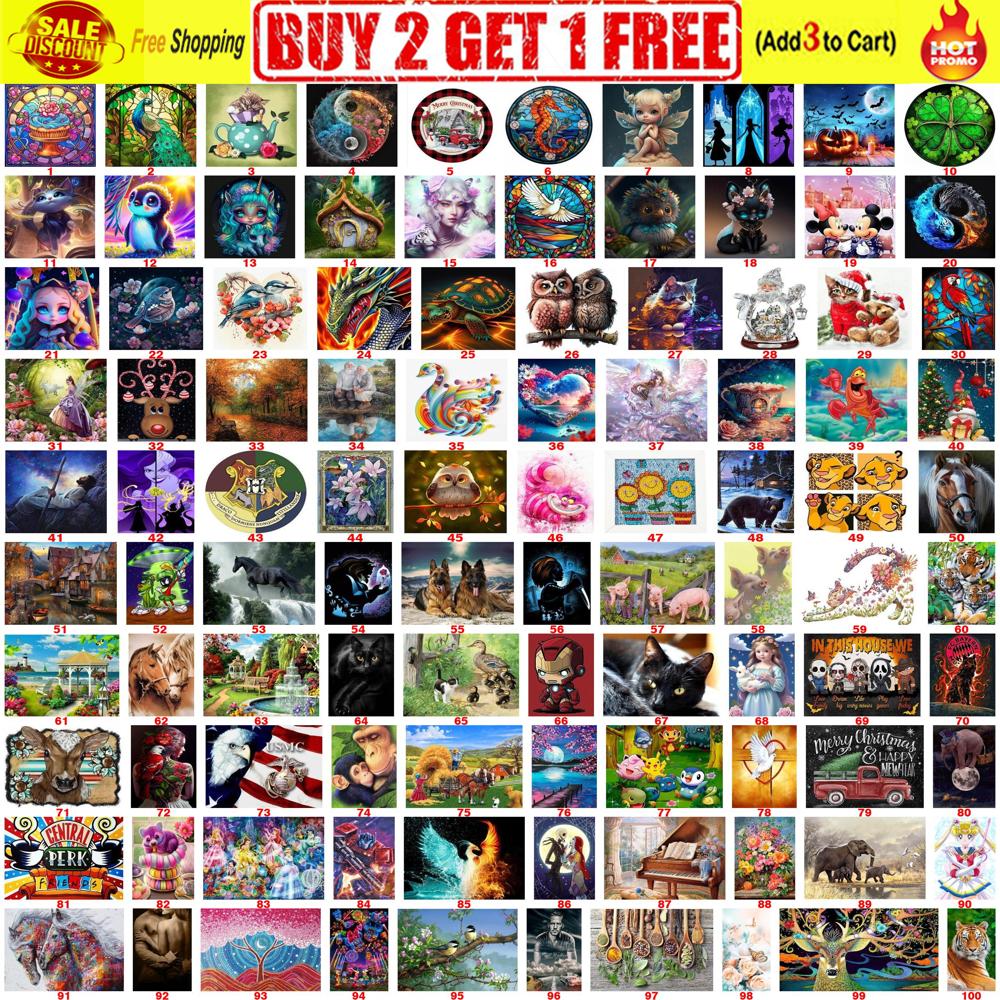 SALE
DISCOUNT
Free Shopping
BUY 2 GET 1 FREE
(Add 3 to Cart)
HOT
PROMO
MERRY CHRISTMAS
1 2 3 4 5 6 7 8 9 10
11 12 13 14 15 16 17 18 19 20
21 22 23 24 25 26 27 28 29 30
31 32 33 34 35 36 37 38 39 40
DRACO DORMIENS NUNQUAM
?
41 42 43 44 45 46 47 48 49 50
51 52 53 54 55 56 57 58 59 60
IN THIS HOUSE WE
61 62 63 64 65 66 67 68 69 70
USMC
Merry Christmas
& HAPPY
NEW YEAR
71 72 73 74 75 76 77 78 79 80
CENTRAL
PERK
FRIENDS
81 82 83 84 85 86 87 88 89 90
91 92 93 94 95 96 97 98 99 100